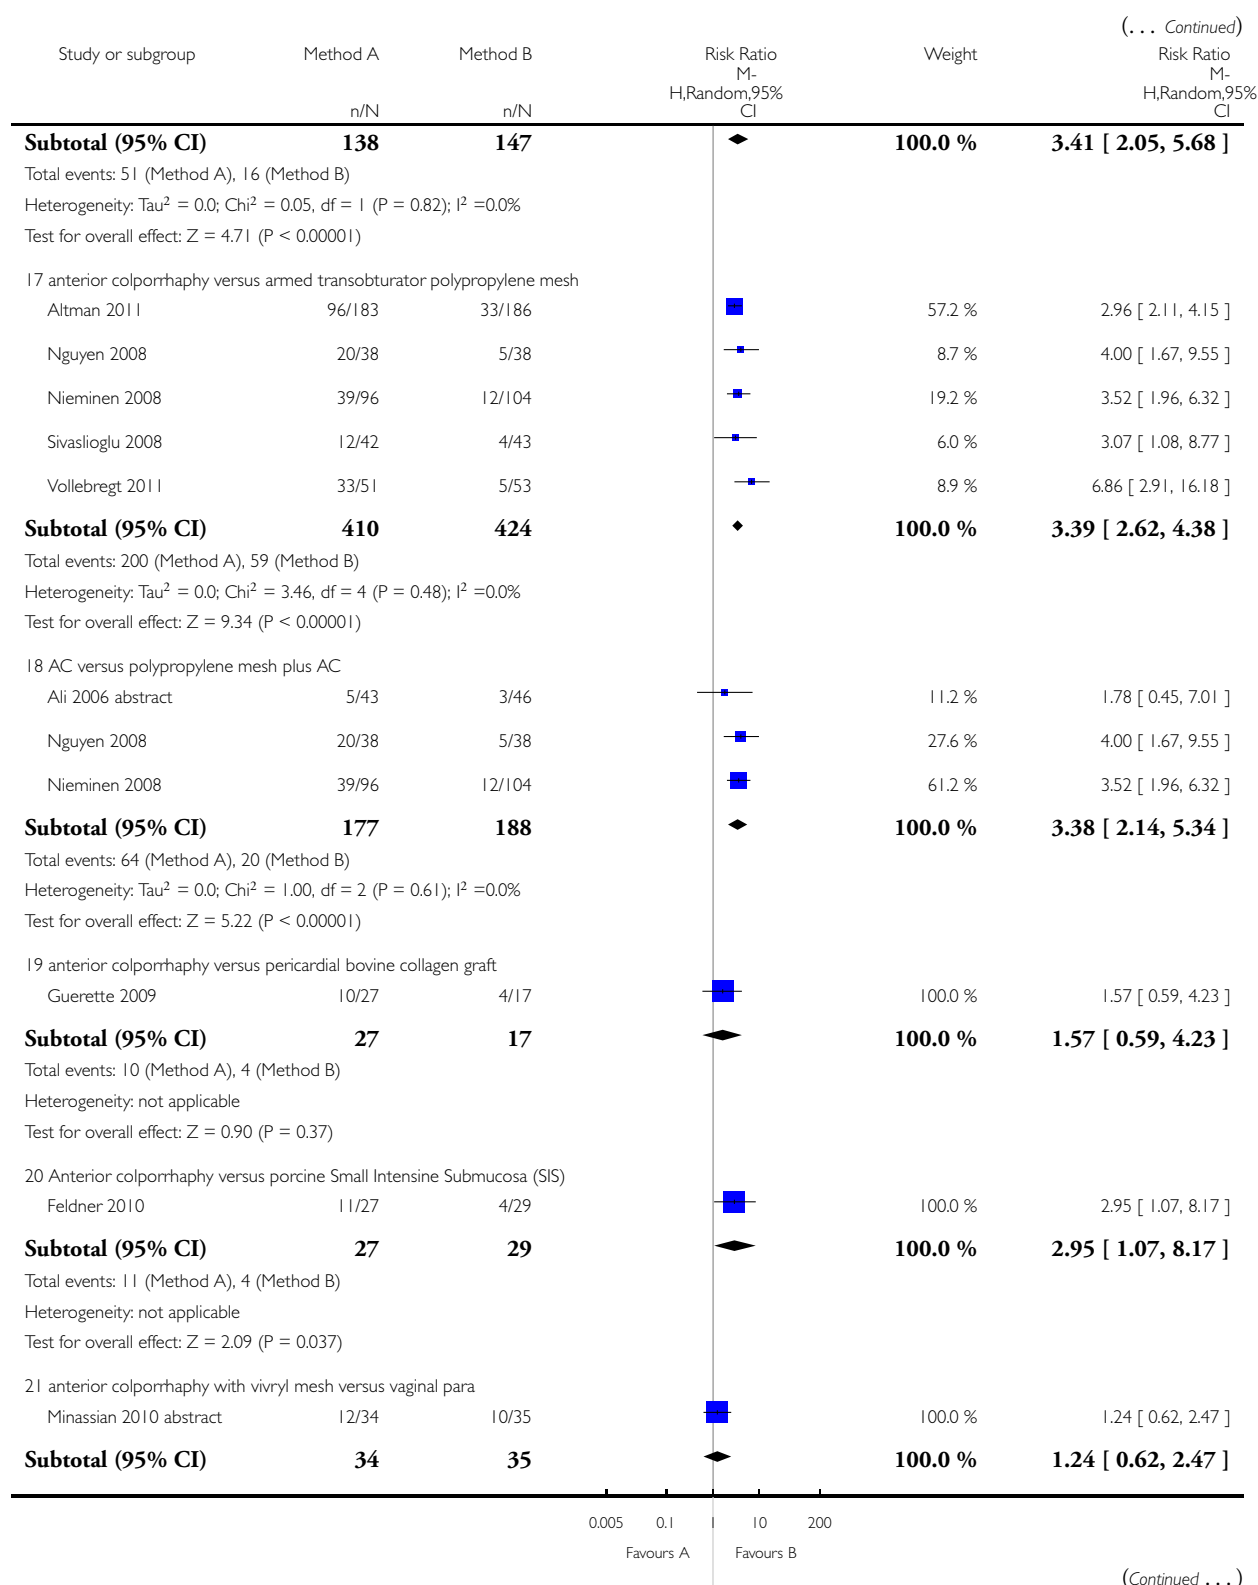 (... Continued)
Study or subgroup Method A Method B Risk Ratio Weight Risk Ratio
M- M-
H,Random,95% H,Random,95%
n/N n/N CI CI
Subtotal (95% CI) 138 147 100.0 % 3.41 [ 2.05, 5.68 ]
Total events: 51 (Method A), 16 (Method B)
Heterogeneity: Tau² = 0.0; Chi² = 0.05, df = 1 (P = 0.82); I² =0.0%
Test for overall effect: Z = 4.71 (P < 0.00001)
17 anterior colporrhaphy versus armed transobturator polypropylene mesh
Altman 2011 96/183 33/186 57.2 % 2.96 [ 2.11, 4.15 ]
Nguyen 2008 20/38 5/38 8.7 % 4.00 [ 1.67, 9.55 ]
Nieminen 2008 39/96 12/104 19.2 % 3.52 [ 1.96, 6.32 ]
Sivaslioglu 2008 12/42 4/43 6.0 % 3.07 [ 1.08, 8.77 ]
Vollebregt 2011 33/51 5/53 8.9 % 6.86 [ 2.91, 16.18 ]
Subtotal (95% CI) 410 424 100.0 % 3.39 [ 2.62, 4.38 ]
Total events: 200 (Method A), 59 (Method B)
Heterogeneity: Tau² = 0.0; Chi² = 3.46, df = 4 (P = 0.48); I² =0.0%
Test for overall effect: Z = 9.34 (P < 0.00001)
18 AC versus polypropylene mesh plus AC
Ali 2006 abstract 5/43 3/46 11.2 % 1.78 [ 0.45, 7.01 ]
Nguyen 2008 20/38 5/38 27.6 % 4.00 [ 1.67, 9.55 ]
Nieminen 2008 39/96 12/104 61.2 % 3.52 [ 1.96, 6.32 ]
Subtotal (95% CI) 177 188 100.0 % 3.38 [ 2.14, 5.34 ]
Total events: 64 (Method A), 20 (Method B)
Heterogeneity: Tau² = 0.0; Chi² = 1.00, df = 2 (P = 0.61); I² =0.0%
Test for overall effect: Z = 5.22 (P < 0.00001)
19 anterior colporrhaphy versus pericardial bovine collagen graft
Guerette 2009 10/27 4/17 100.0 % 1.57 [ 0.59, 4.23 ]
Subtotal (95% CI) 27 17 100.0 % 1.57 [ 0.59, 4.23 ]
Total events: 10 (Method A), 4 (Method B)
Heterogeneity: not applicable
Test for overall effect: Z = 0.90 (P = 0.37)
20 Anterior colporrhaphy versus porcine Small Intensine Submucosa (SIS)
Feldner 2010 11/27 4/29 100.0 % 2.95 [ 1.07, 8.17 ]
Subtotal (95% CI) 27 29 100.0 % 2.95 [ 1.07, 8.17 ]
Total events: 11 (Method A), 4 (Method B)
Heterogeneity: not applicable
Test for overall effect: Z = 2.09 (P = 0.037)
21 anterior colporrhaphy with vivryl mesh versus vaginal para
Minassian 2010 abstract 12/34 10/35 100.0 % 1.24 [ 0.62, 2.47 ]
Subtotal (95% CI) 34 35 100.0 % 1.24 [ 0.62, 2.47 ]
0.005 0.1 1 10 200
Favours A Favours B
(Continued ...)